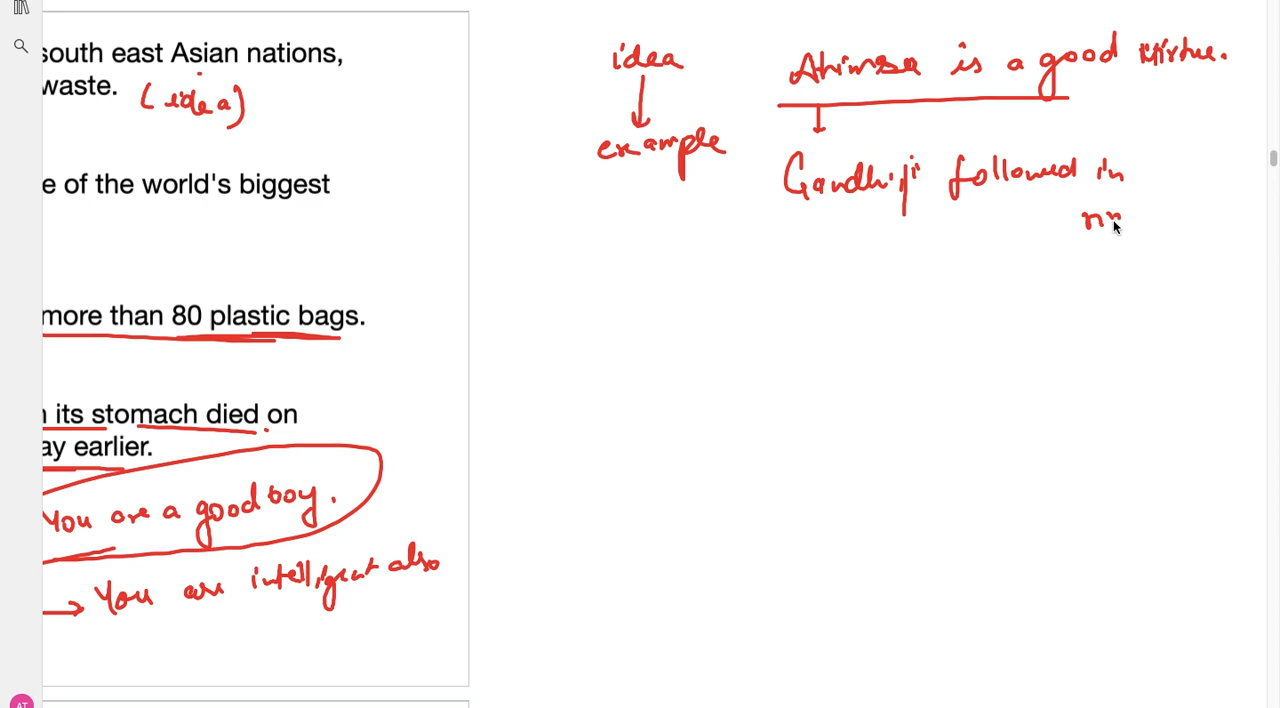 south east Asian nations,
waste. (idea)
e of the world's biggest
more than 80 plastic bags.
n its stomach died on
ay earlier.
You are a good boy.
You are intelligent also
idea
example
Ahimsa is a good virtue.
Gandhiji followed in
AT